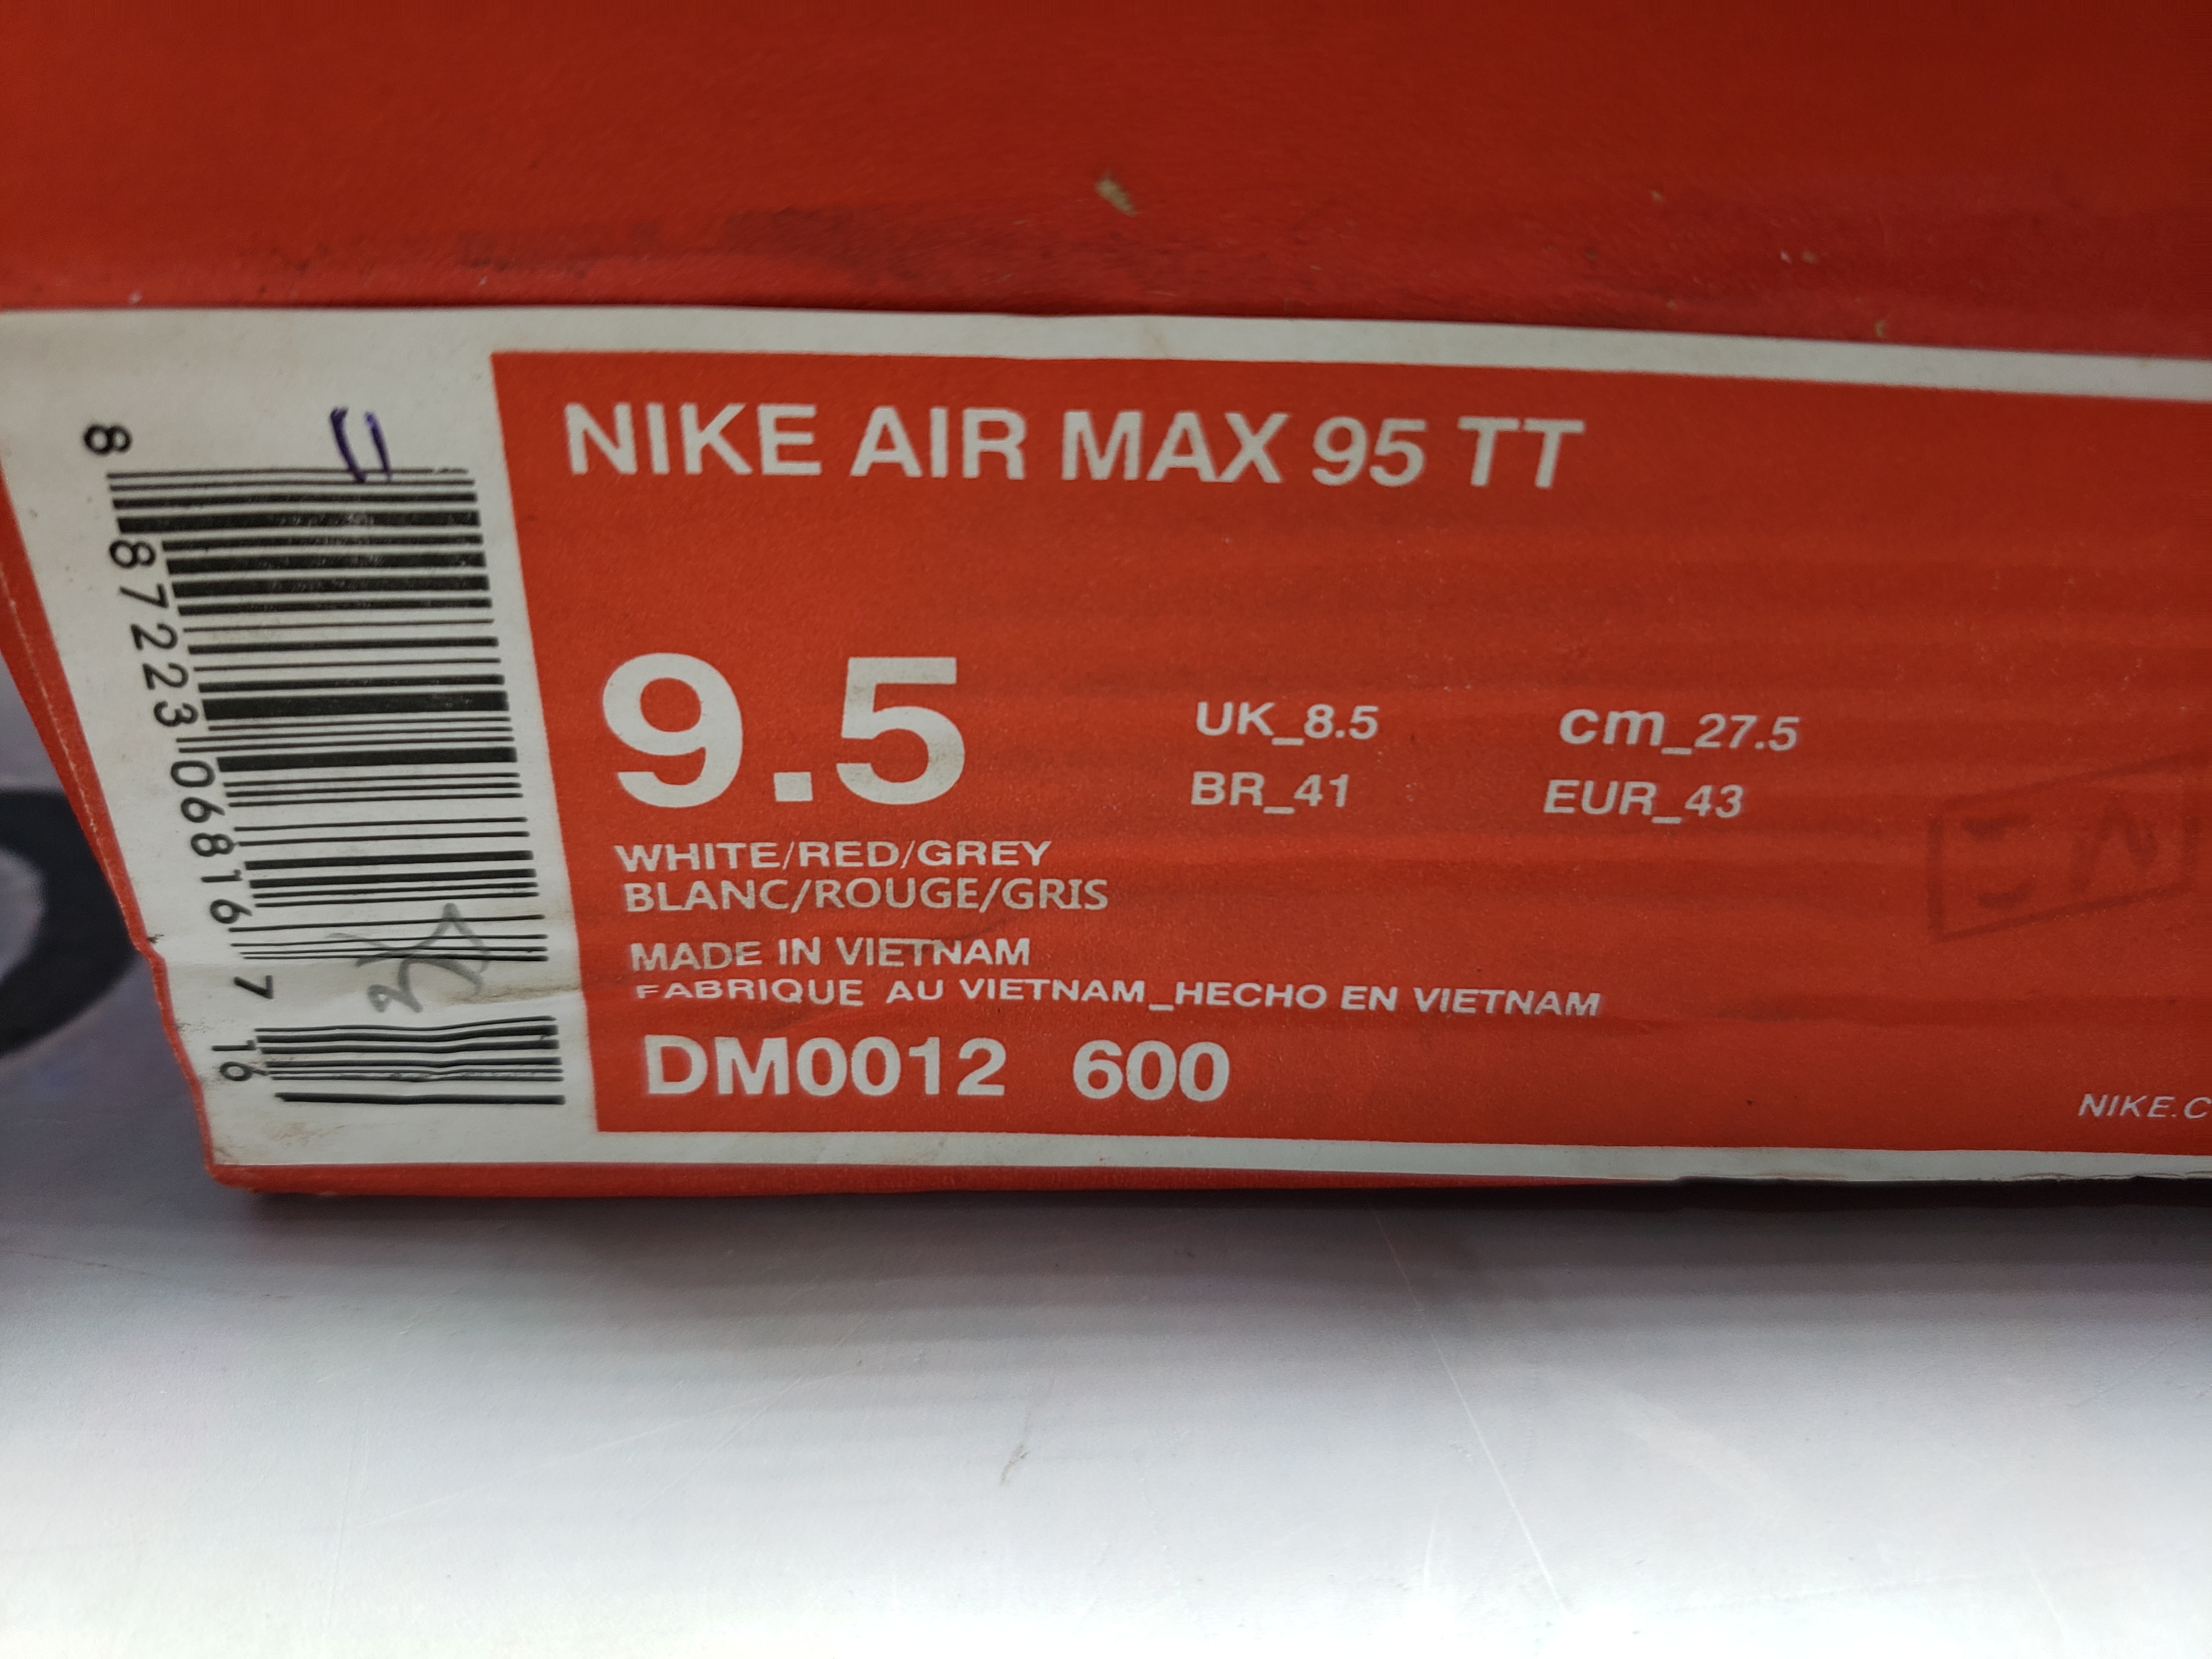 NIKE AIR MAX 95 TT
9.5
UK_8.5 cm_27.5
BR_41 EUR_43
WHITE/RED/GREY
BLANC/ROUGE/GRIS
MADE IN VIETNAM
FABRIQUE AU VIETNAM_HECHO EN VIETNAM
DM0012 600
NIKE.C
8 87223 06816 7 16